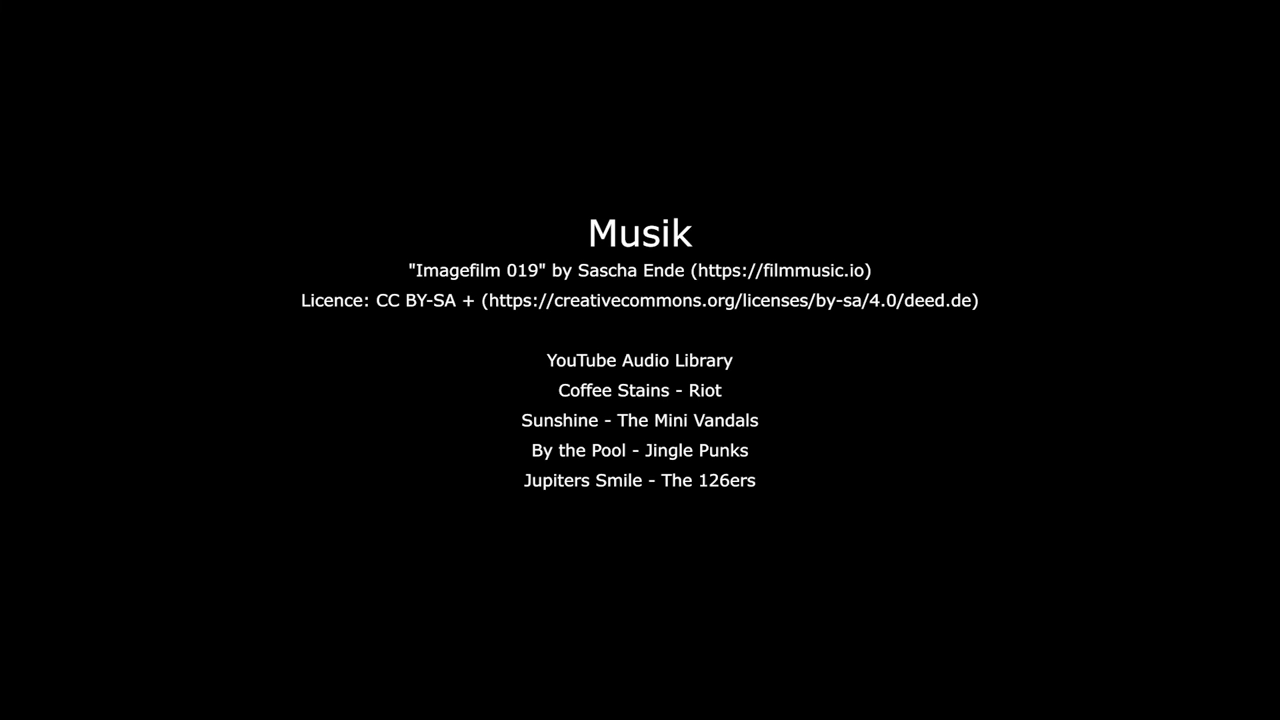 Musik
"Imagefilm 019" by Sascha Ende (https://filmmusic.io)
Licence: CC BY-SA + (https://creativecommons.org/licenses/by-sa/4.0/deed.de)
YouTube Audio Library
Coffee Stains - Riot
Sunshine - The Mini Vandals
By the Pool - Jingle Punks
Jupiters Smile - The 126ers